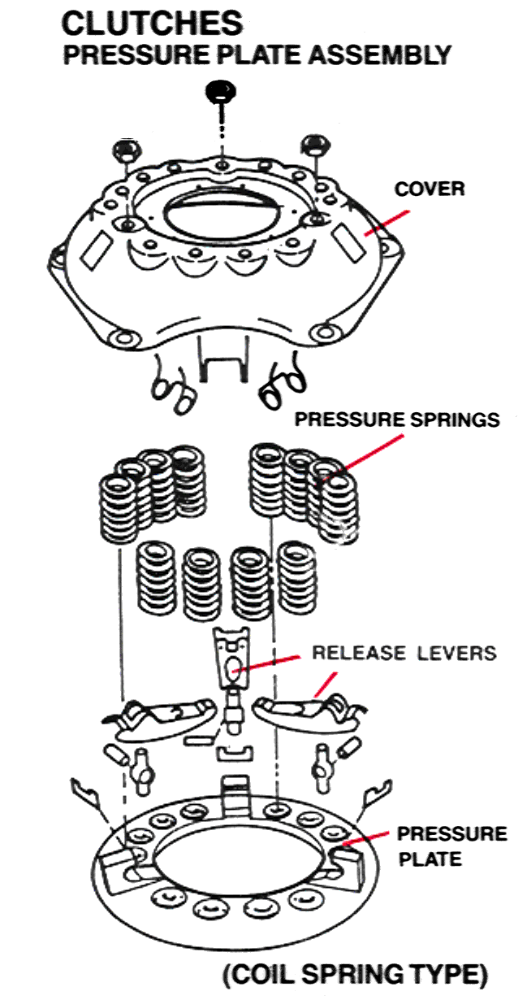 CLUTCHES
PRESSURE PLATE ASSEMBLY
COVER
PRESSURE SPRINGS
RELEASE LEVERS
PRESSURE
PLATE
(COIL SPRING TYPE)